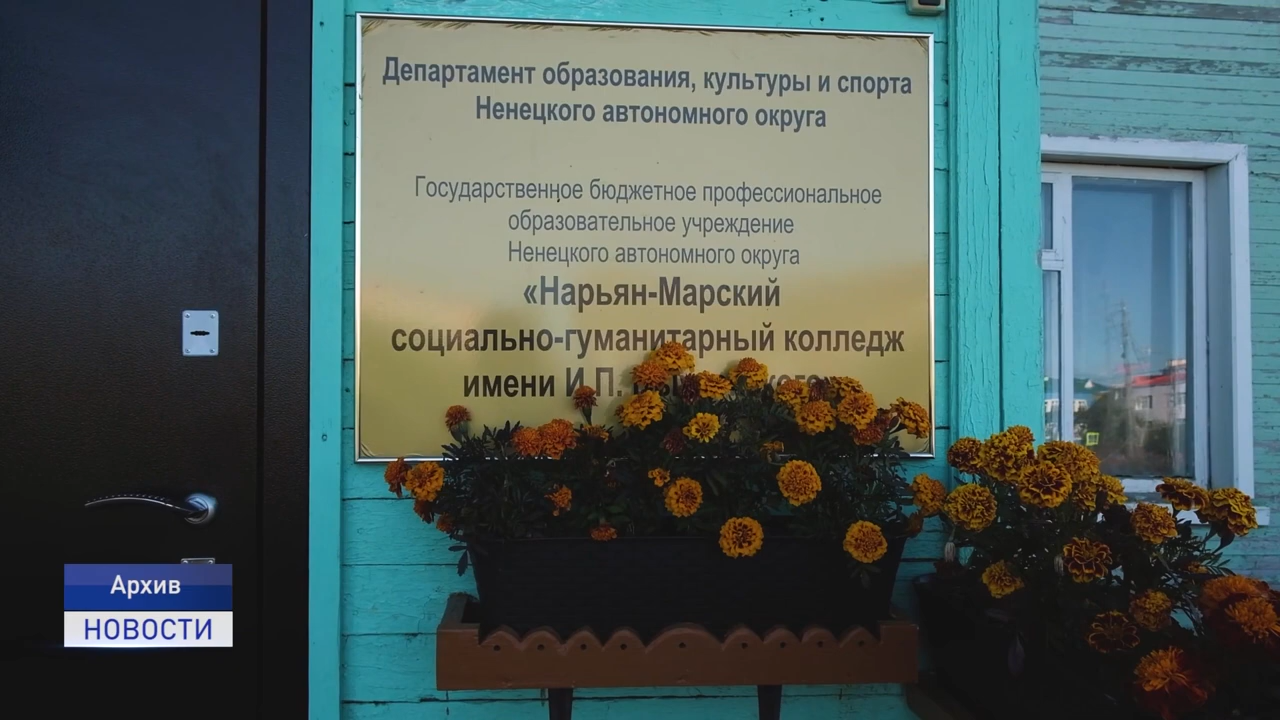 Департамент образования, культуры и спорта
Ненецкого автономного округа
Государственное бюджетное профессиональное
образовательное учреждение
Ненецкого автономного округа
«Нарьян-Марский
социально-гуманитарный колледж
имени И.П.
Архив
НОВОСТИ